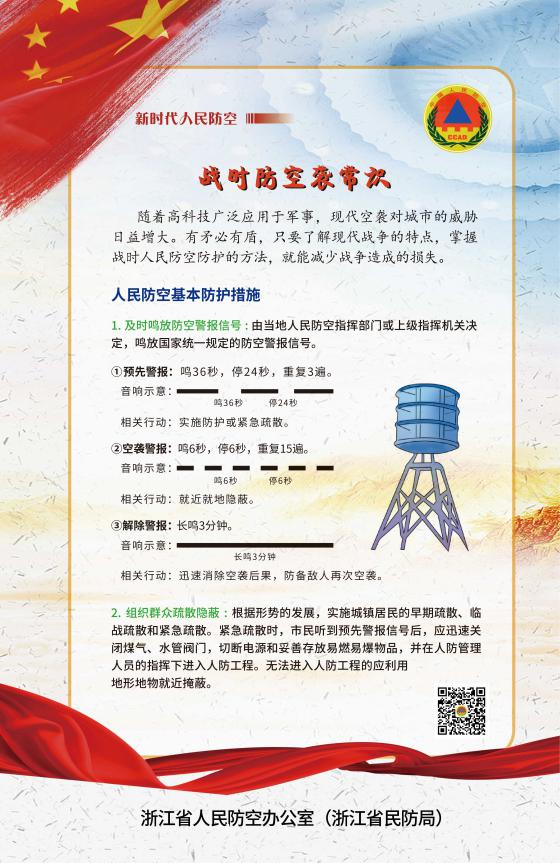 新时代人民防空
中国人民防空
CCAD
战时防空袭常识
随着高科技广泛应用于军事，现代空袭对城市的威胁
日益增大。有矛必有盾，只要了解现代战争的特点，掌握
战时人民防空防护的方法，就能减少战争造成的损失。
人民防空基本防护措施
1. 及时鸣放防空警报信号：由当地人民防空指挥部门或上级指挥机关决
定，鸣放国家统一规定的防空警报信号。
①预先警报：鸣36秒，停24秒，重复3遍。
音响示意：
鸣36秒 停24秒
相关行动：实施防护或紧急疏散。
②空袭警报：鸣6秒，停6秒，重复15遍。
音响示意：
鸣6秒 停6秒
相关行动：就近就地隐蔽。
③解除警报：长鸣3分钟。
音响示意：
长鸣3分钟
相关行动：迅速消除空袭后果，防备敌人再次空袭。
2. 组织群众疏散隐蔽：根据形势的发展，实施城镇居民的早期疏散、临
战疏散和紧急疏散。紧急疏散时，市民听到预先警报信号后，应迅速关
闭煤气、水管阀门，切断电源和妥善存放易燃易爆物品，并在人防管理
人员的指挥下进入人防工程。无法进入人防工程的应利用
地形地物就近掩蔽。
浙江省人民防空办公室（浙江省民防局）